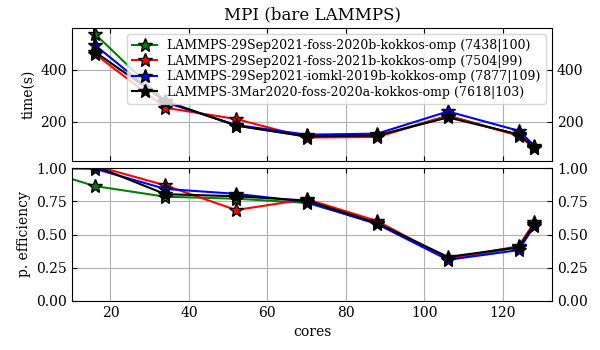 MPI (bare LAMMPS)
LAMMPS-29Sep2021-foss-2020b-kokkos-omp (7438|100)
LAMMPS-29Sep2021-foss-2021b-kokkos-omp (7504|99)
LAMMPS-29Sep2021-iomkl-2019b-kokkos-omp (7877|109)
LAMMPS-3Mar2020-foss-2020a-kokkos-omp (7618|103)
time(s)
400 400
200 200
p. efficiency
1.00 1.00
0.75 0.75
0.50 0.50
0.25 0.25
0.00 0.00
20 40 60 80 100 120
cores